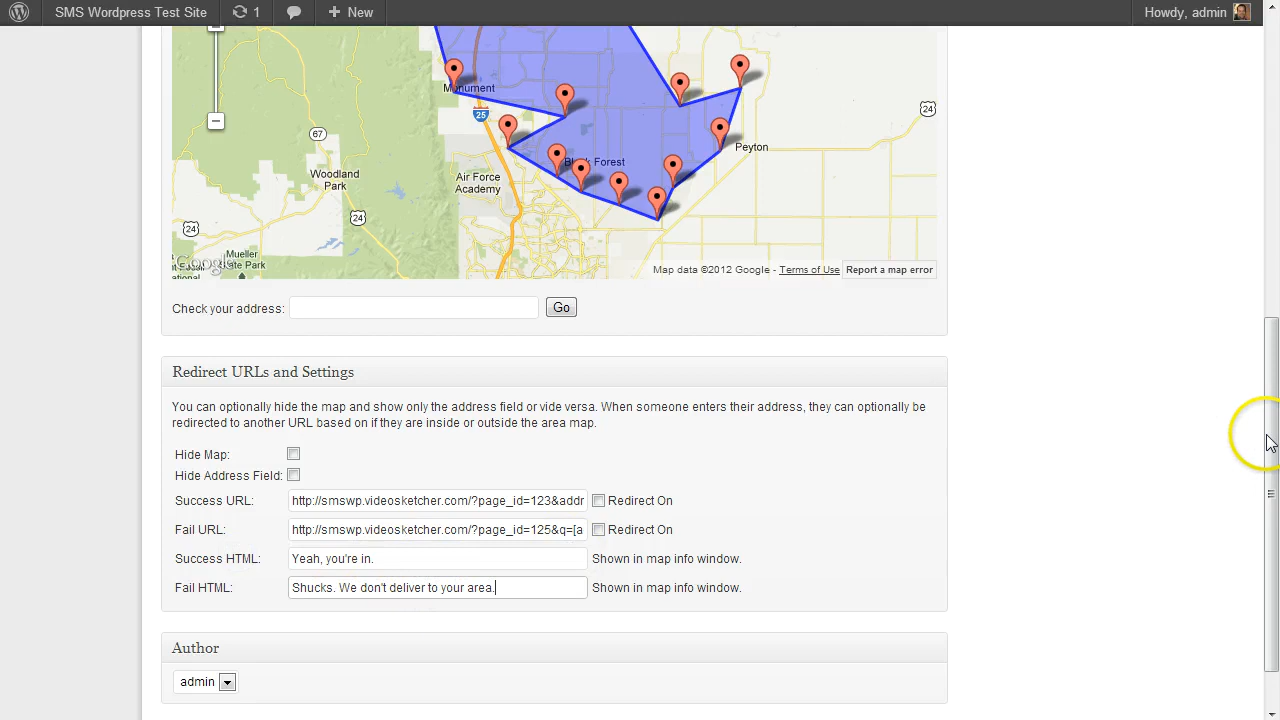 SMS Wordpress Test Site
1
New
Howdy, admin
Monument
25
24
67
Peyton
Woodland
Park
Air Force
Academy
24
24
Mueller
State Park
Google
Map data ©2012 Google - Terms of Use
Report a map error
Check your address:
Go
Redirect URLs and Settings
You can optionally hide the map and show only the address field or vide versa. When someone enters their address, they can optionally be
redirected to another URL based on if they are inside or outside the area map.
Hide Map:
Hide Address Field:
Success URL: http://smswp.videosketcher.com/?page_id=123&addr Redirect On
Fail URL: http://smswp.videosketcher.com/?page_id=125&q=[a Redirect On
Success HTML: Yeah, you're in. Shown in map info window.
Fail HTML: Shucks. We don't deliver to your area. Shown in map info window.
Author
admin